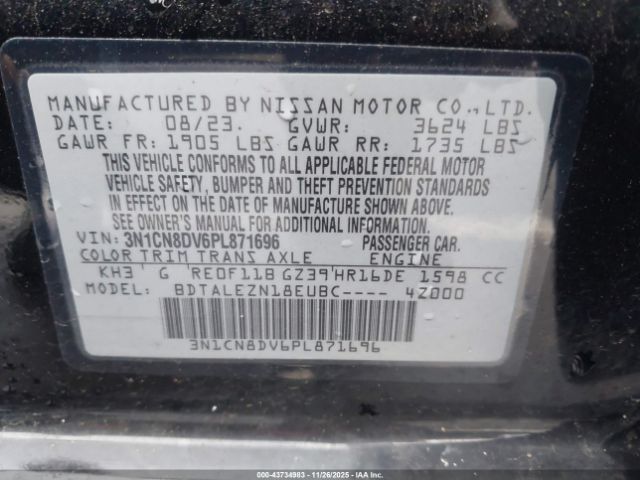 MANUFACTURED BY NISSAN MOTOR CO., LTD.
DATE: 08/23. GVWR: 3624 LBS
GAWR FR: 1905 LBS GAWR RR: 1735 LBS
THIS VEHICLE CONFORMS TO ALL APPLICABLE FEDERAL MOTOR
VEHICLE SAFETY, BUMPER AND THEFT PREVENTION STANDARDS
IN EFFECT ON THE DATE OF MANUFACTURE SHOWN ABOVE.
SEE OWNER'S MANUAL FOR ADDITIONAL INFORMATION.
VIN: 3N1CN8DV6PL871696 PASSENGER CAR.
COLOR TRIM TRANS AXLE ENGINE
KH3 G RE0F11B GZ39 HR16DE 1598 CC
MODEL: BDTALEZN18EUBC---- 4Z000
3N1CN8DV6PL871696
000-43734983 | 11/26/2025 | IAA, Inc.